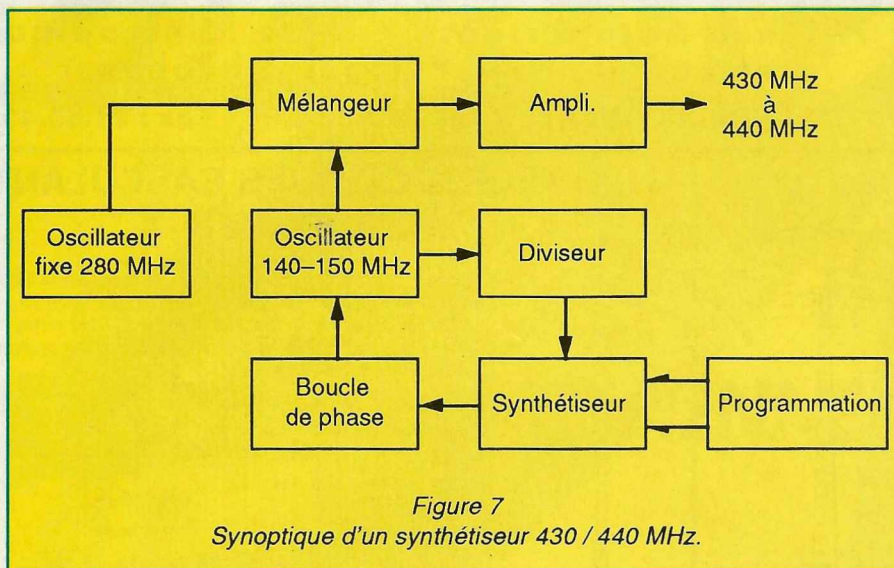 Mélangeur
Ampli.
430 MHz
à
440 MHz
Oscillateur
fixe 280 MHz
Oscillateur
140–150 MHz
Diviseur
Boucle
de phase
Synthétiseur
Programmation
Figure 7
Synoptique d'un synthétiseur 430 / 440 MHz.